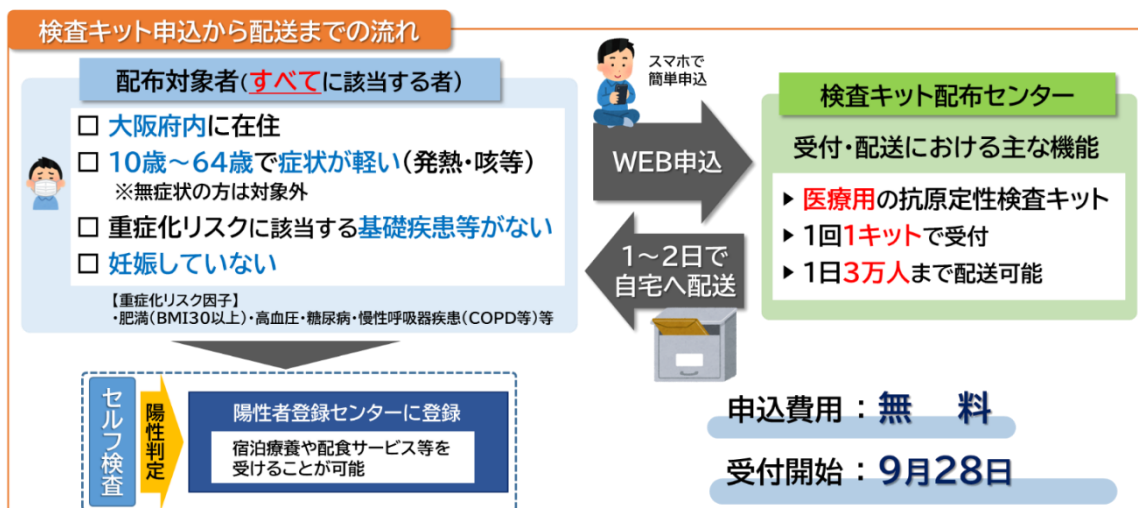 検査キット申込から配送までの流れ
配布対象者(すべてに該当する者)
□ 大阪府内に在住
□ 10歳～64歳で症状が軽い(発熱・咳等)
※無症状の方は対象外
□ 重症化リスクに該当する基礎疾患等がない
□ 妊娠していない
【重症化リスク因子】
・肥満(BMI30以上)・高血圧・糖尿病・慢性呼吸器疾患(COPD等)等
スマホで
簡単申込
WEB申込
1～2日で
自宅へ配送
検査キット配布センター
受付・配送における主な機能
▶ 医療用の抗原定性検査キット
▶ 1回1キットで受付
▶ 1日3万人まで配送可能
セルフ検査
陽性判定
陽性者登録センターに登録
宿泊療養や配食サービス等を
受けることが可能
申込費用 ： 無　料
受付開始 ： 9月28日